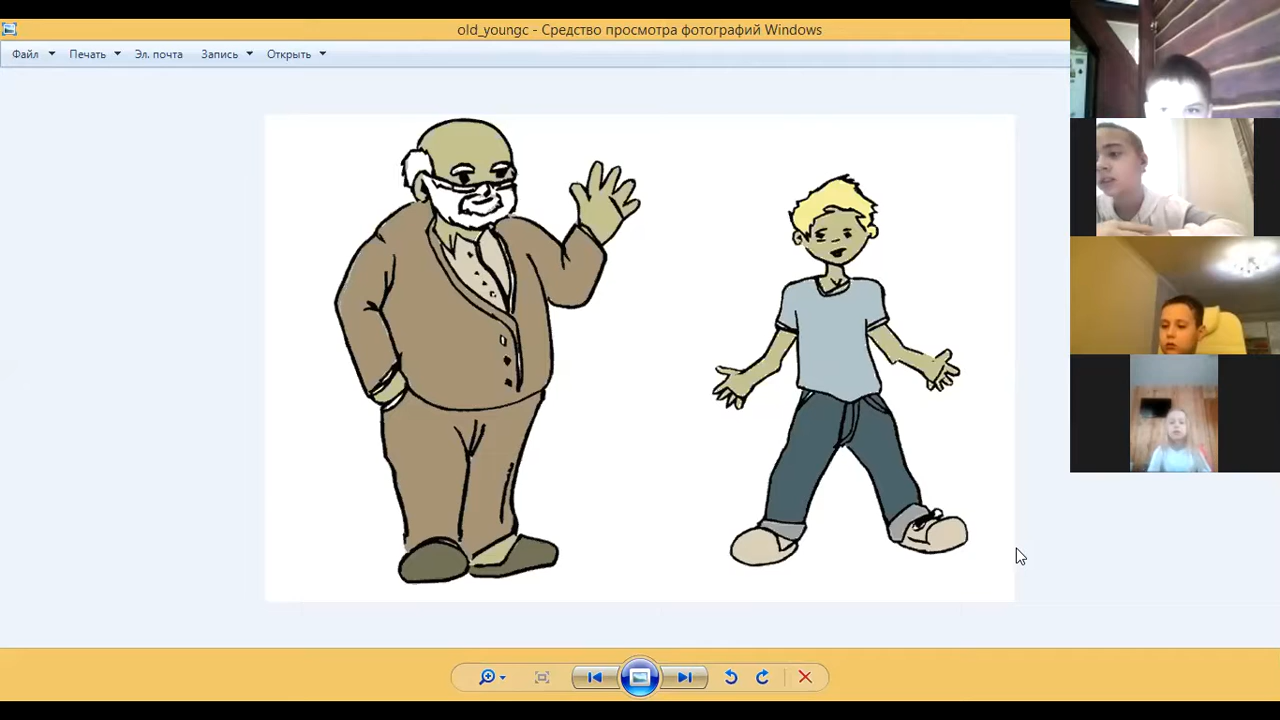 old_youngc - Средство просмотра фотографий Windows
Файл Печать Эл. почта Запись Открыть